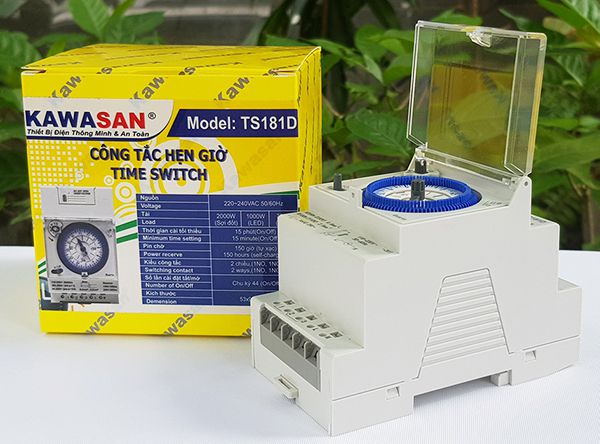 KAWASAN®
Thiết Bị Điện Thông Minh & An Toàn
Model: TS181D
CÔNG TẮC HẸN GIỜ
TIME SWITCH
Nguồn
Voltage
220~240VAC 50/60Hz
Tải
Load
2000W
(Sợi đốt)
1000W
(LED)
Thời gian cài tối thiểu
Minimum time setting
15 phút(On/Off)
15 minute(On/Off)
Pin chờ
Power recerve
150 giờ (tự xạc)
150 hours (self-charg
Kiểu công tắc
Switching contact
2 chiều,(1NO, 1NC
2 ways,(1NO, 1NC
Số lần cài đặt tắt/mở
Number of On/Off
Chu kỳ 44 (On/Off)
Kích thước
Demension
Kawasan